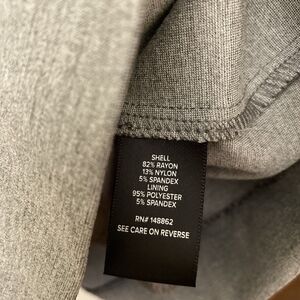 SHELL
82% RAYON
13% NYLON
5% SPANDEX
LINING
95% POLYESTER
5% SPANDEX
RN# 148862
SEE CARE ON REVERSE